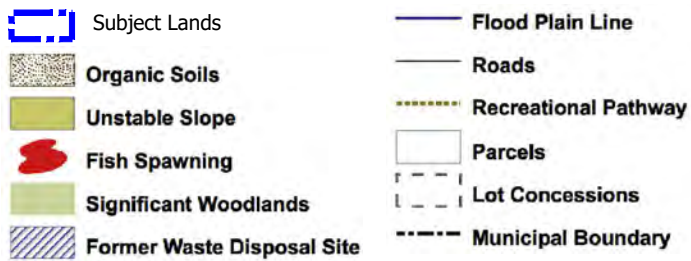 Subject Lands
Organic Soils
Unstable Slope
Fish Spawning
Significant Woodlands
Former Waste Disposal Site
Flood Plain Line
Roads
Recreational Pathway
Parcels
Lot Concessions
Municipal Boundary